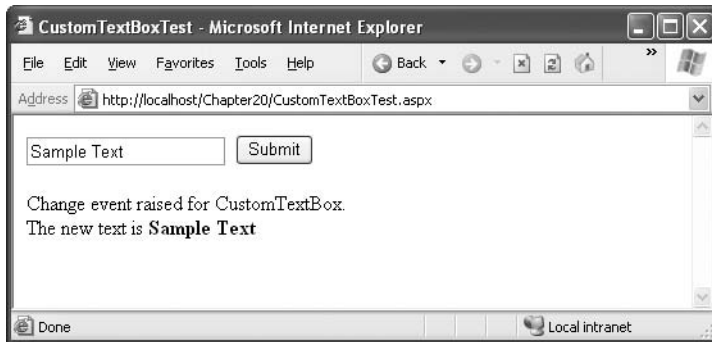 CustomTextBoxTest - Microsoft Internet Explorer
File Edit View Favorites Tools Help Back »
Address http://localhost/Chapter20/CustomTextBoxTest.aspx
Sample Text Submit
Change event raised for CustomTextBox.
The new text is Sample Text
Done Local intranet